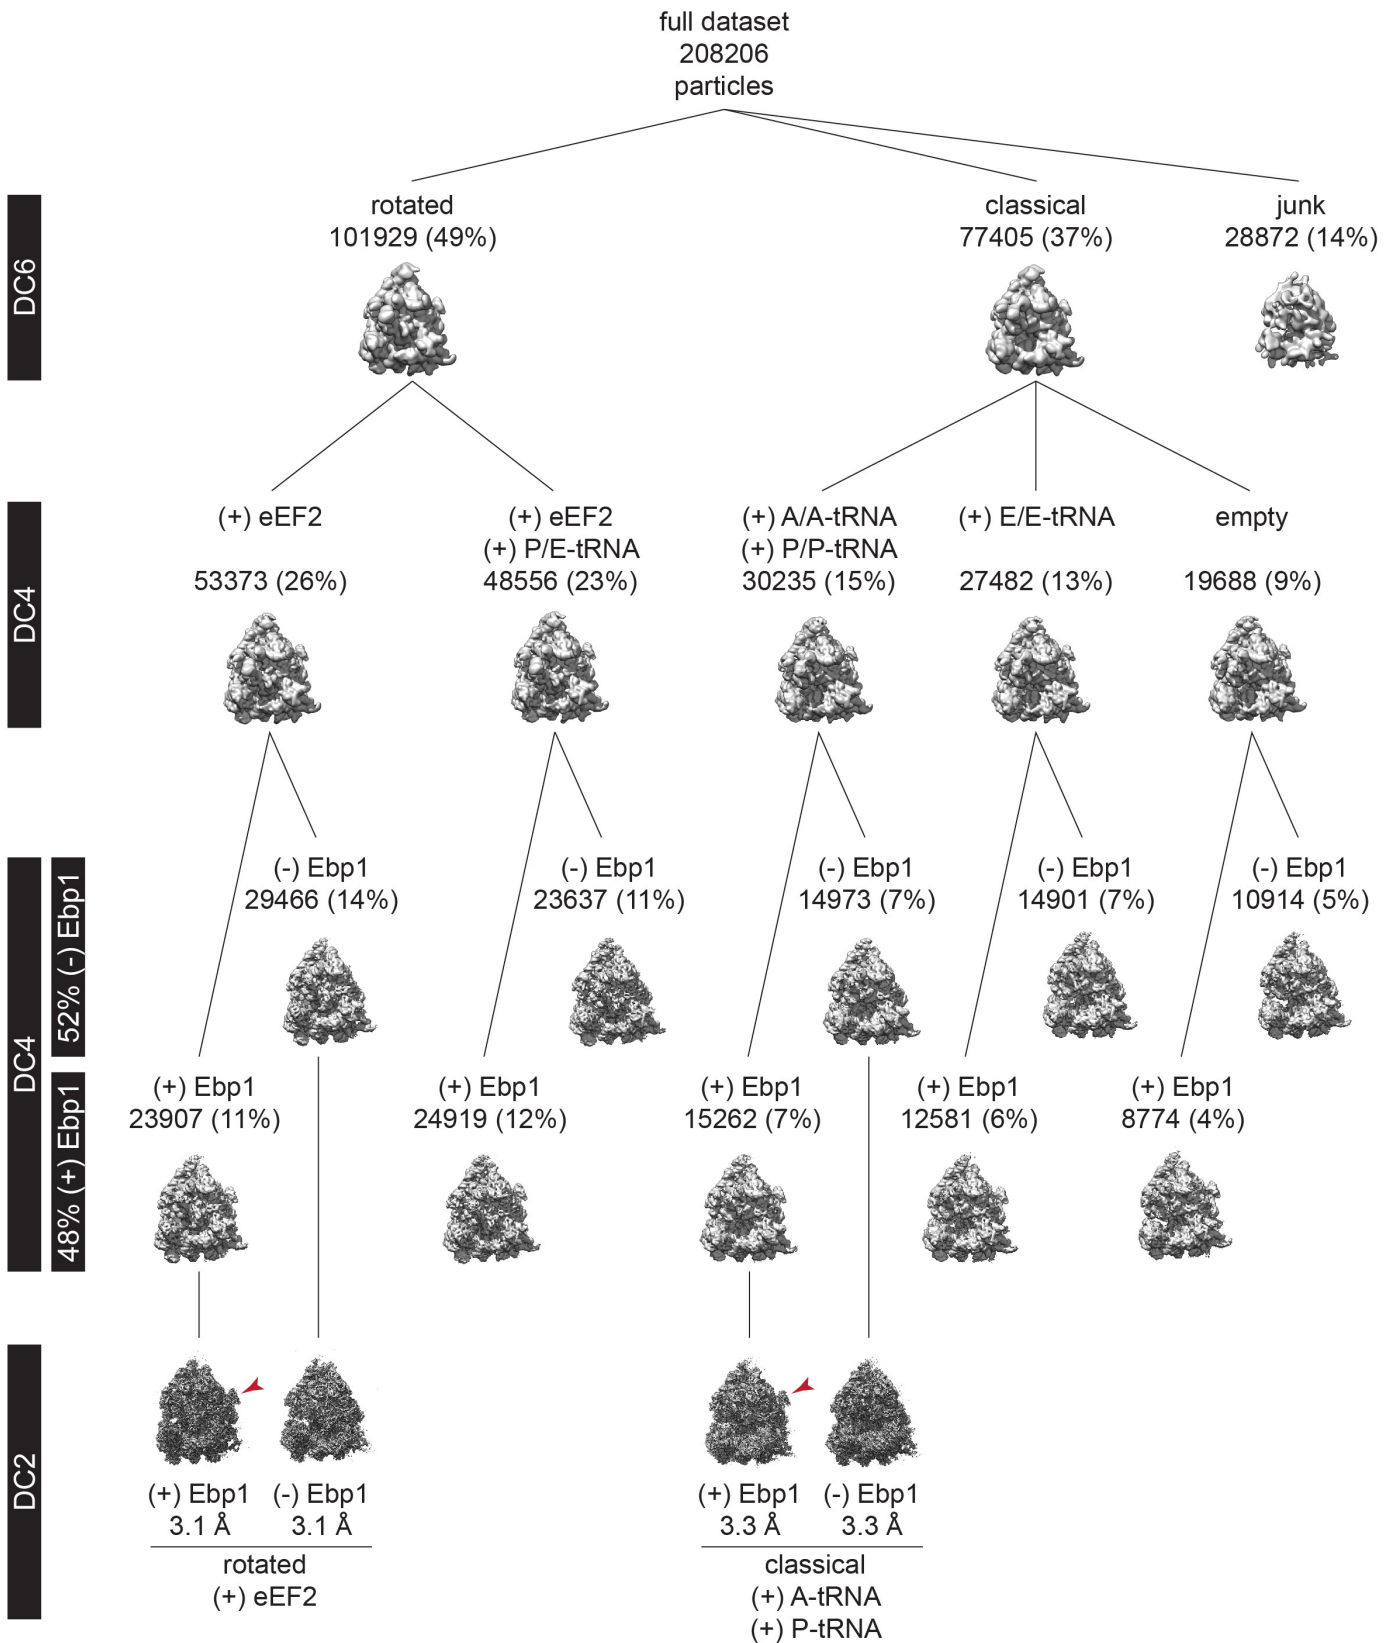 full dataset
208206
particles
DC6
rotated
101929 (49%)
classical
77405 (37%)
junk
28872 (14%)
DC4
(+) eEF2
53373 (26%)
(+) eEF2
(+) P/E-tRNA
48556 (23%)
(+) A/A-tRNA
(+) P/P-tRNA
30235 (15%)
(+) E/E-tRNA
27482 (13%)
empty
19688 (9%)
DC4
52% (-) Ebp1
(-) Ebp1
29466 (14%)
(-) Ebp1
23637 (11%)
(-) Ebp1
14973 (7%)
(-) Ebp1
14901 (7%)
(-) Ebp1
10914 (5%)
48% (+) Ebp1
(+) Ebp1
23907 (11%)
(+) Ebp1
24919 (12%)
(+) Ebp1
15262 (7%)
(+) Ebp1
12581 (6%)
(+) Ebp1
8774 (4%)
DC2
(+) Ebp1
3.1 Å
(-) Ebp1
3.1 Å
rotated
(+) eEF2
(+) Ebp1
3.3 Å
(-) Ebp1
3.3 Å
classical
(+) A-tRNA
(+) P-tRNA